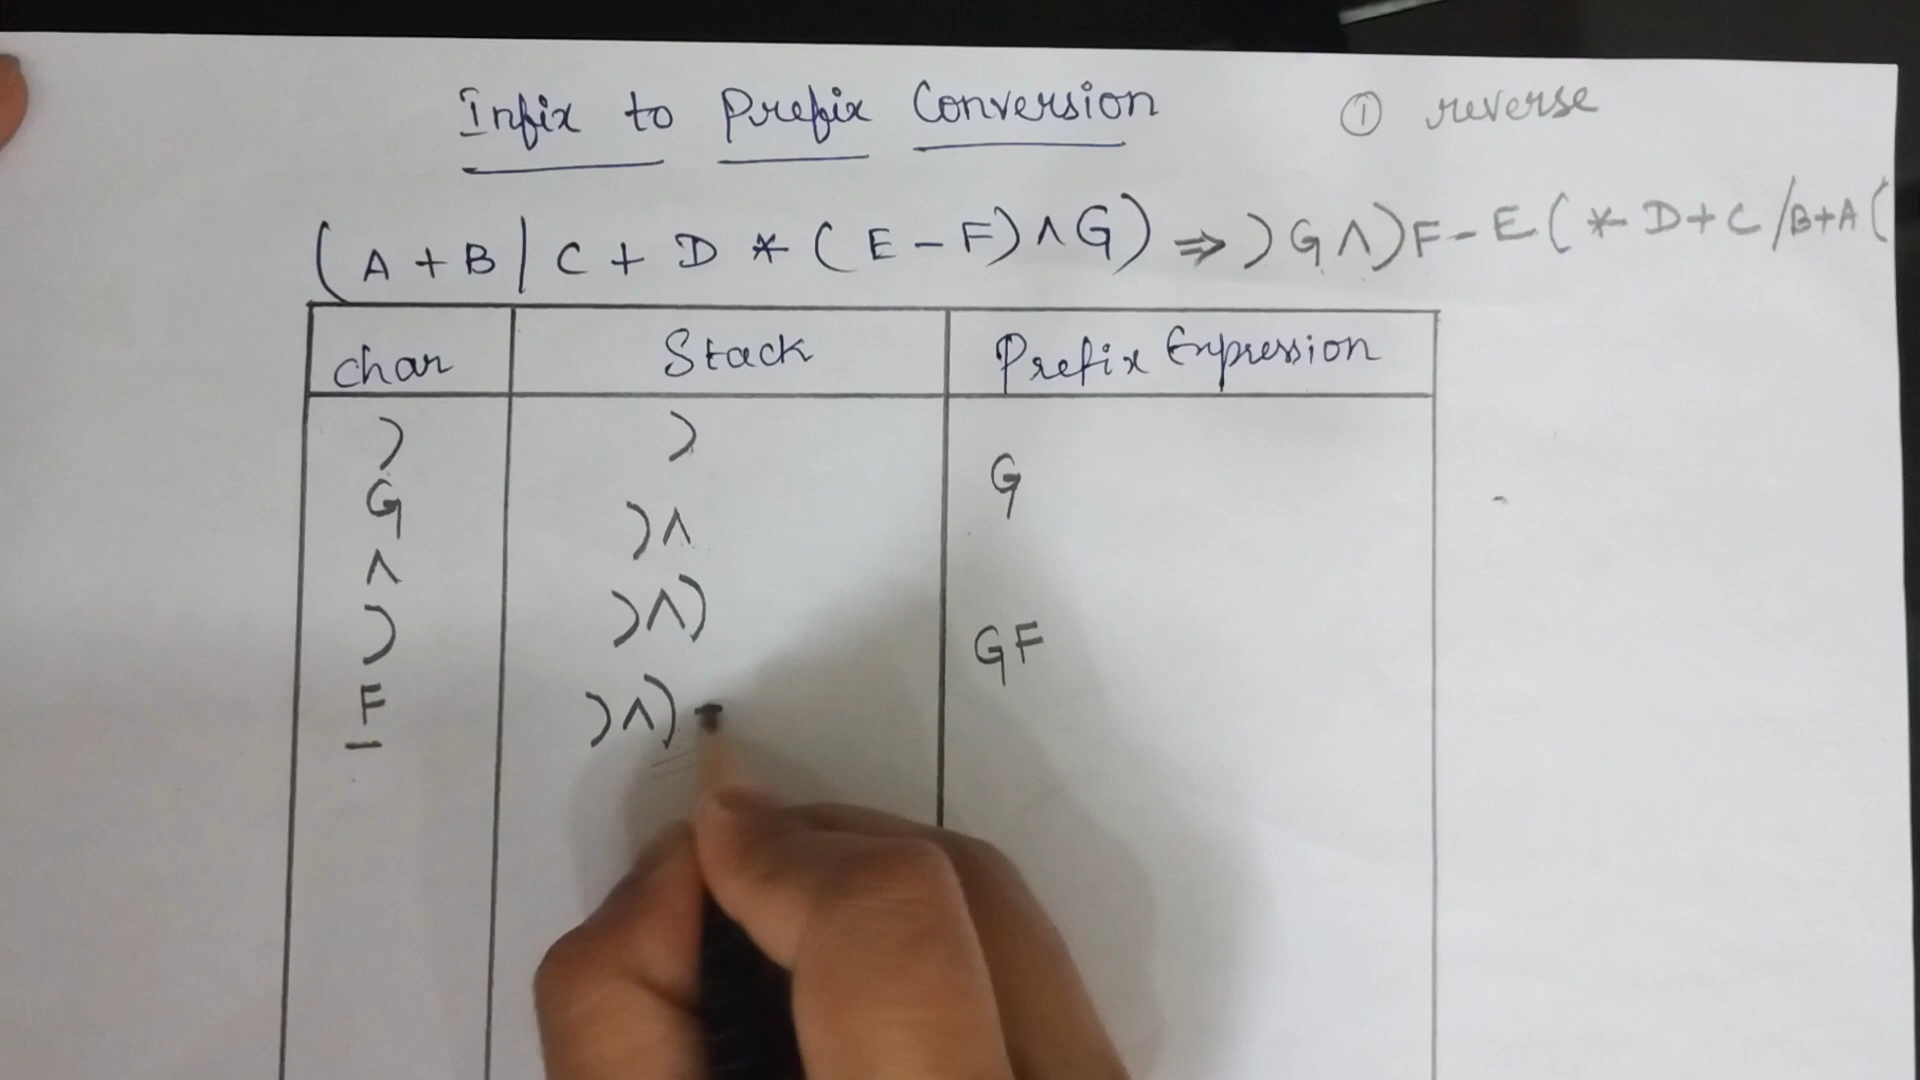 Infix to Prefix Conversion ① reverse
(A+B/C+D*(E-F)∧G) ⇒ )G∧)F-E(*D+C/B+A(
char Stack Prefix Expression
) )
G G
)∧
∧
) )∧)
GF
F )∧)-
-